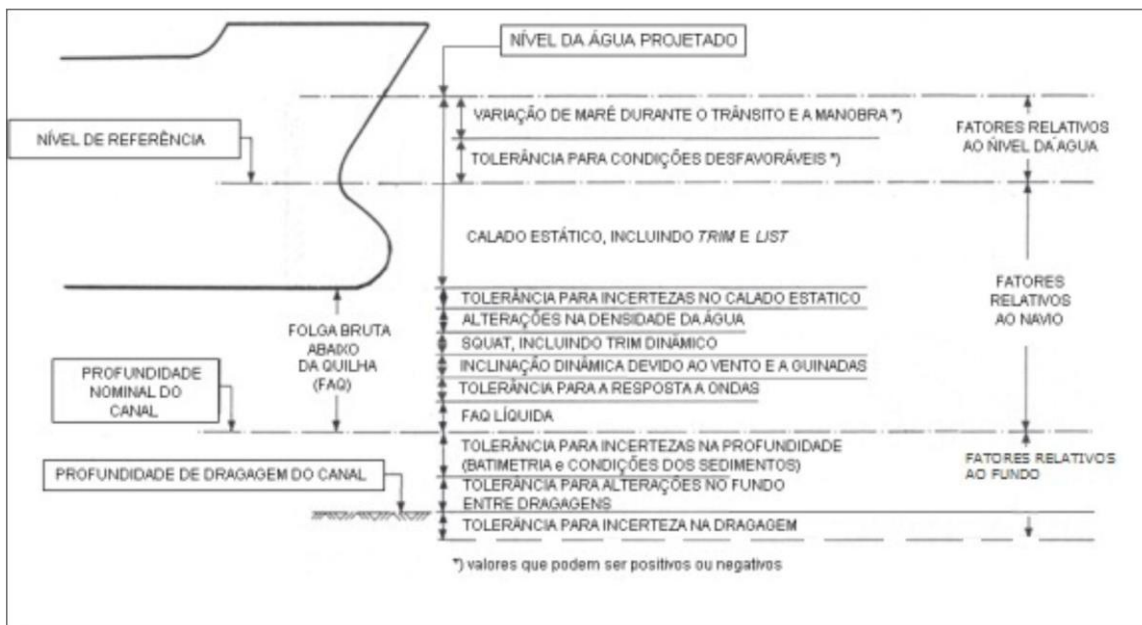 NÍVEL DA ÁGUA PROJETADO
VARIAÇÃO DE MARÉ DURANTE O TRÂNSITO E A MANOBRA *)
FATORES RELATIVOS
AO NÍVEL DA ÁGUA
NÍVEL DE REFERÊNCIA
TOLERÂNCIA PARA CONDIÇÕES DESFAVORÁVEIS *)
CALADO ESTÁTICO, INCLUINDO TRIM E LIST
FATORES
RELATIVOS
AO NAVIO
TOLERÂNCIA PARA INCERTEZAS NO CALADO ESTATICO
ALTERAÇÕES NA DENSIDADE DA ÁGUA
FOLGA BRUTA
ABAIXO
DA QUILHA
(FAQ)
SQUAT, INCLUINDO TRIM DINÂMICO
INCLINAÇÃO DINÂMICA DEVIDO AO VENTO E A GUINADAS
PROFUNDIDADE
NOMINAL DO
CANAL
TOLERÂNCIA PARA A RESPOSTA A ONDAS
FAQ LÍQUIDA
TOLERÂNCIA PARA INCERTEZAS NA PROFUNDIDADE
(BATIMETRIA e CONDIÇÕES DOS SEDIMENTOS)
FATORES RELATIVOS
AO FUNDO
PROFUNDIDADE DE DRAGAGEM DO CANAL
TOLERÂNCIA PARA ALTERAÇÕES NO FUNDO
ENTRE DRAGAGENS
TOLERÂNCIA PARA INCERTEZA NA DRAGAGEM
*) valores que podem ser positivos ou negativos